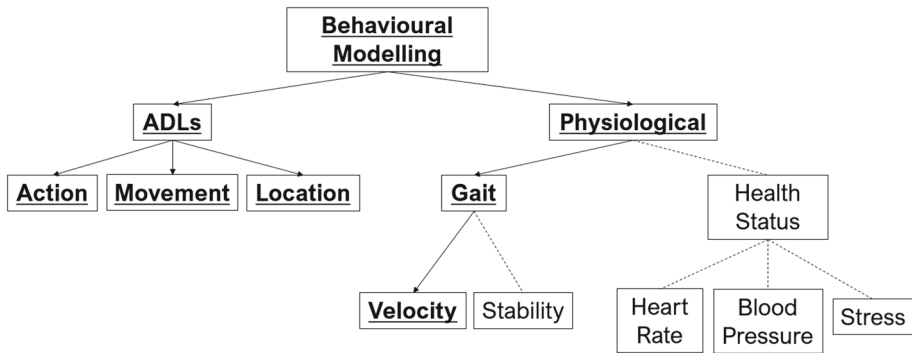 Behavioural
Modelling
ADLs
Physiological
Action
Movement
Location
Gait
Health
Status
Velocity
Stability
Heart
Rate
Blood
Pressure
Stress